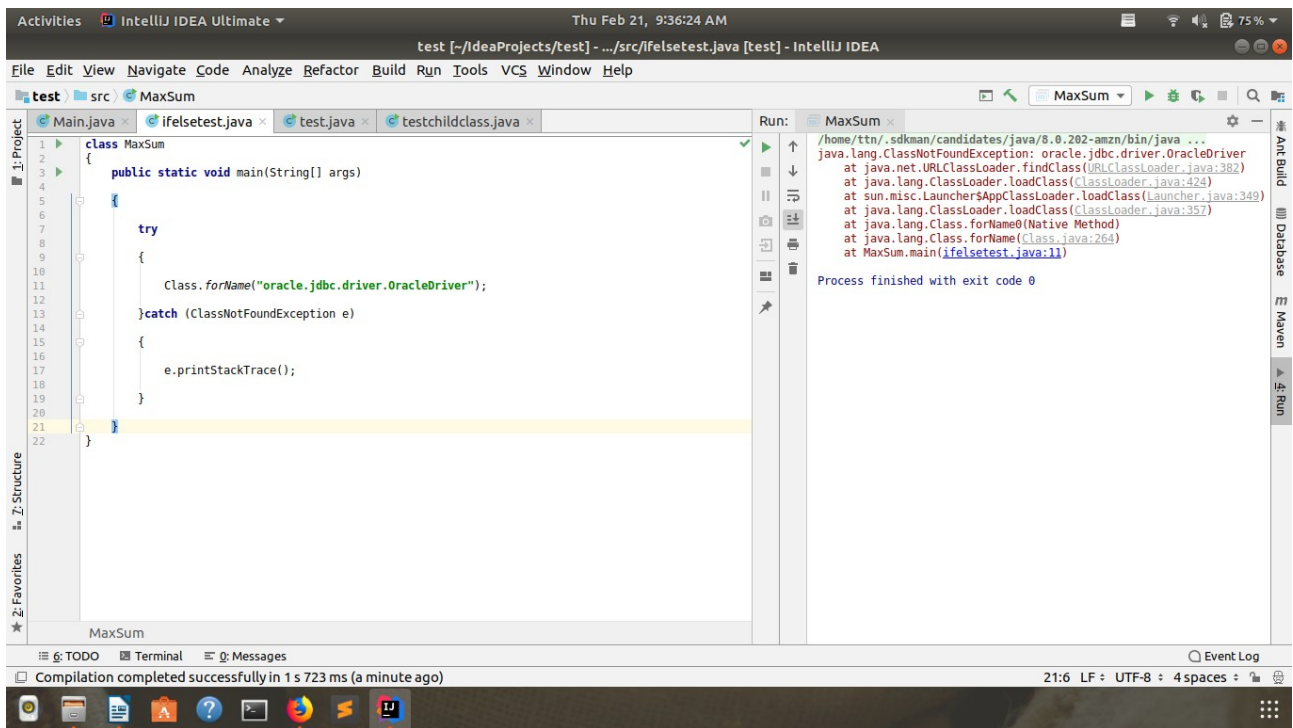 Activities IntelliJ IDEA Ultimate Thu Feb 21, 9:36:24 AM 75 %
test [~/IdeaProjects/test] - .../src/ifelsetest.java [test] - IntelliJ IDEA
File Edit View Navigate Code Analyze Refactor Build Run Tools VCS Window Help
test src MaxSum MaxSum
Main.java ifelsetest.java test.java testchildclass.java
1 class MaxSum
2 {
3 public static void main(String[] args)
4
5 {
6
7 try
8
9 {
10
11 Class.forName("oracle.jdbc.driver.OracleDriver");
12
13 }catch (ClassNotFoundException e)
14
15 {
16
17 e.printStackTrace();
18
19 }
20
21 }
22 }
MaxSum
Run: MaxSum
/home/ttn/.sdkman/candidates/java/8.0.202-amzn/bin/java ...
java.lang.ClassNotFoundException: oracle.jdbc.driver.OracleDriver
at java.net.URLClassLoader.findClass(URLClassLoader.java:382)
at java.lang.ClassLoader.loadClass(ClassLoader.java:424)
at sun.misc.Launcher$AppClassLoader.loadClass(Launcher.java:349)
at java.lang.ClassLoader.loadClass(ClassLoader.java:357)
at java.lang.Class.forName0(Native Method)
at java.lang.Class.forName(Class.java:264)
at MaxSum.main(ifelsetest.java:11)
Process finished with exit code 0
1: Project
7: Structure
2: Favorites
Ant Build
Database
m Maven
4: Run
6: TODO Terminal 0: Messages Event Log
Compilation completed successfully in 1 s 723 ms (a minute ago) 21:6 LF UTF-8 4 spaces